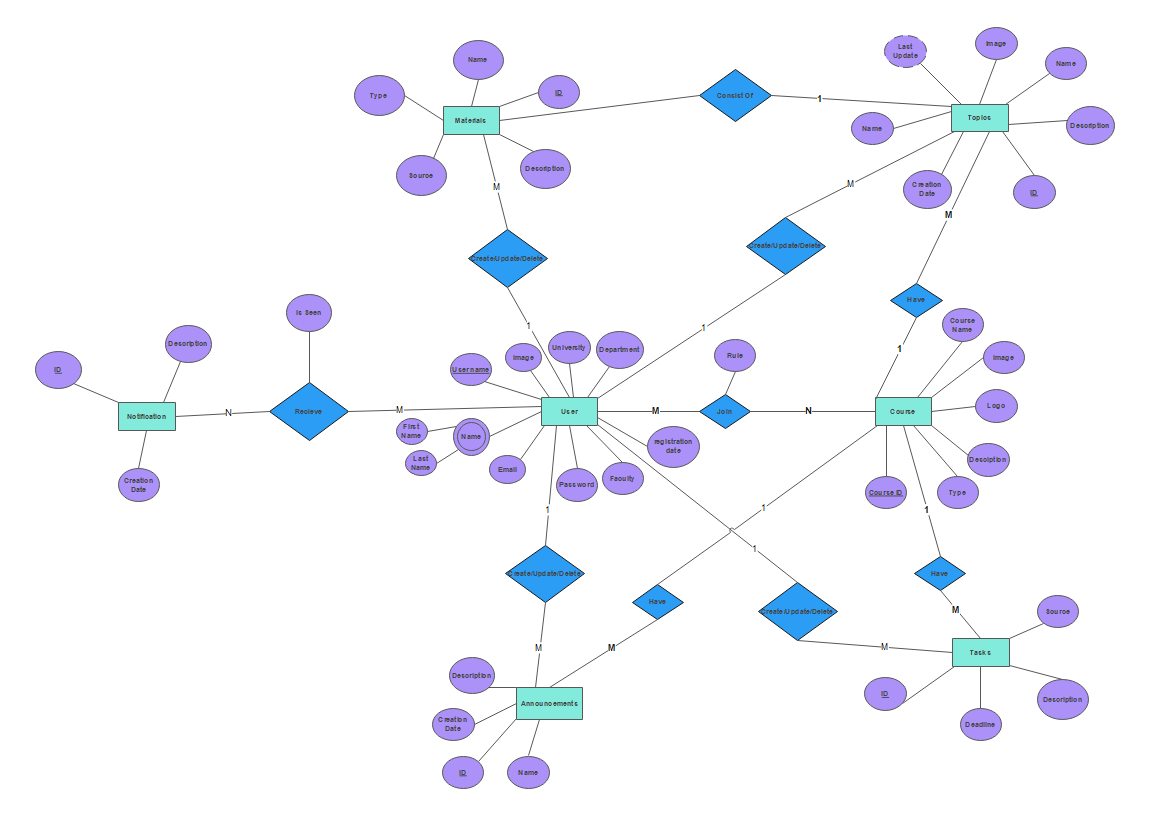 Last
Update
Image
Name
Name
Type
ID
Consist Of
1
Materials
Topics
Name
Description
Source
Description
Creation
Date
ID
M
M
M
Create/Update/Delete
Create/Update/Delete
Have
Is Seen
Course
Name
1
1
1
Description
University
Department
Rule
Image
Image
ID
Username
Notification
N
Recieve
M
User
M
Join
N
Course
Logo
First
Name
Name
registration
date
Last
Name
Email
Desciption
Creation
Date
Password
Faculty
Course ID
Type
1
1
1
1
Create/Update/Delete
Have
Have
Create/Update/Delete
M
Source
M
M
M
Tasks
Description
ID
Description
Announcements
Creation
Date
Deadline
ID
Name